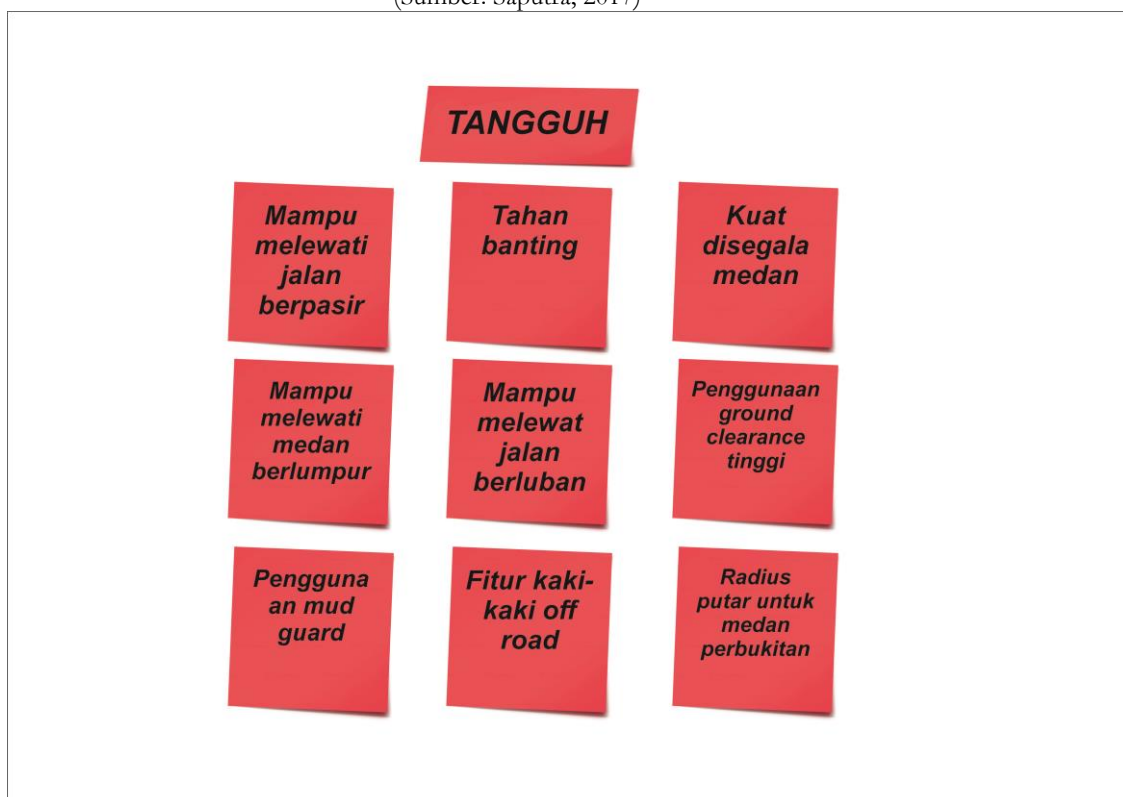 (Sumber: Saputra, 2017)
TANGGUH
Mampu
melewati
jalan
berpasir
Tahan
banting
Kuat
disegala
medan
Mampu
melewati
medan
berlumpur
Mampu
melewat
jalan
berluban
Penggunaan
ground
clearance
tinggi
Pengguna
an mud
guard
Fitur kaki-
kaki off
road
Radius
putar untuk
medan
perbukitan